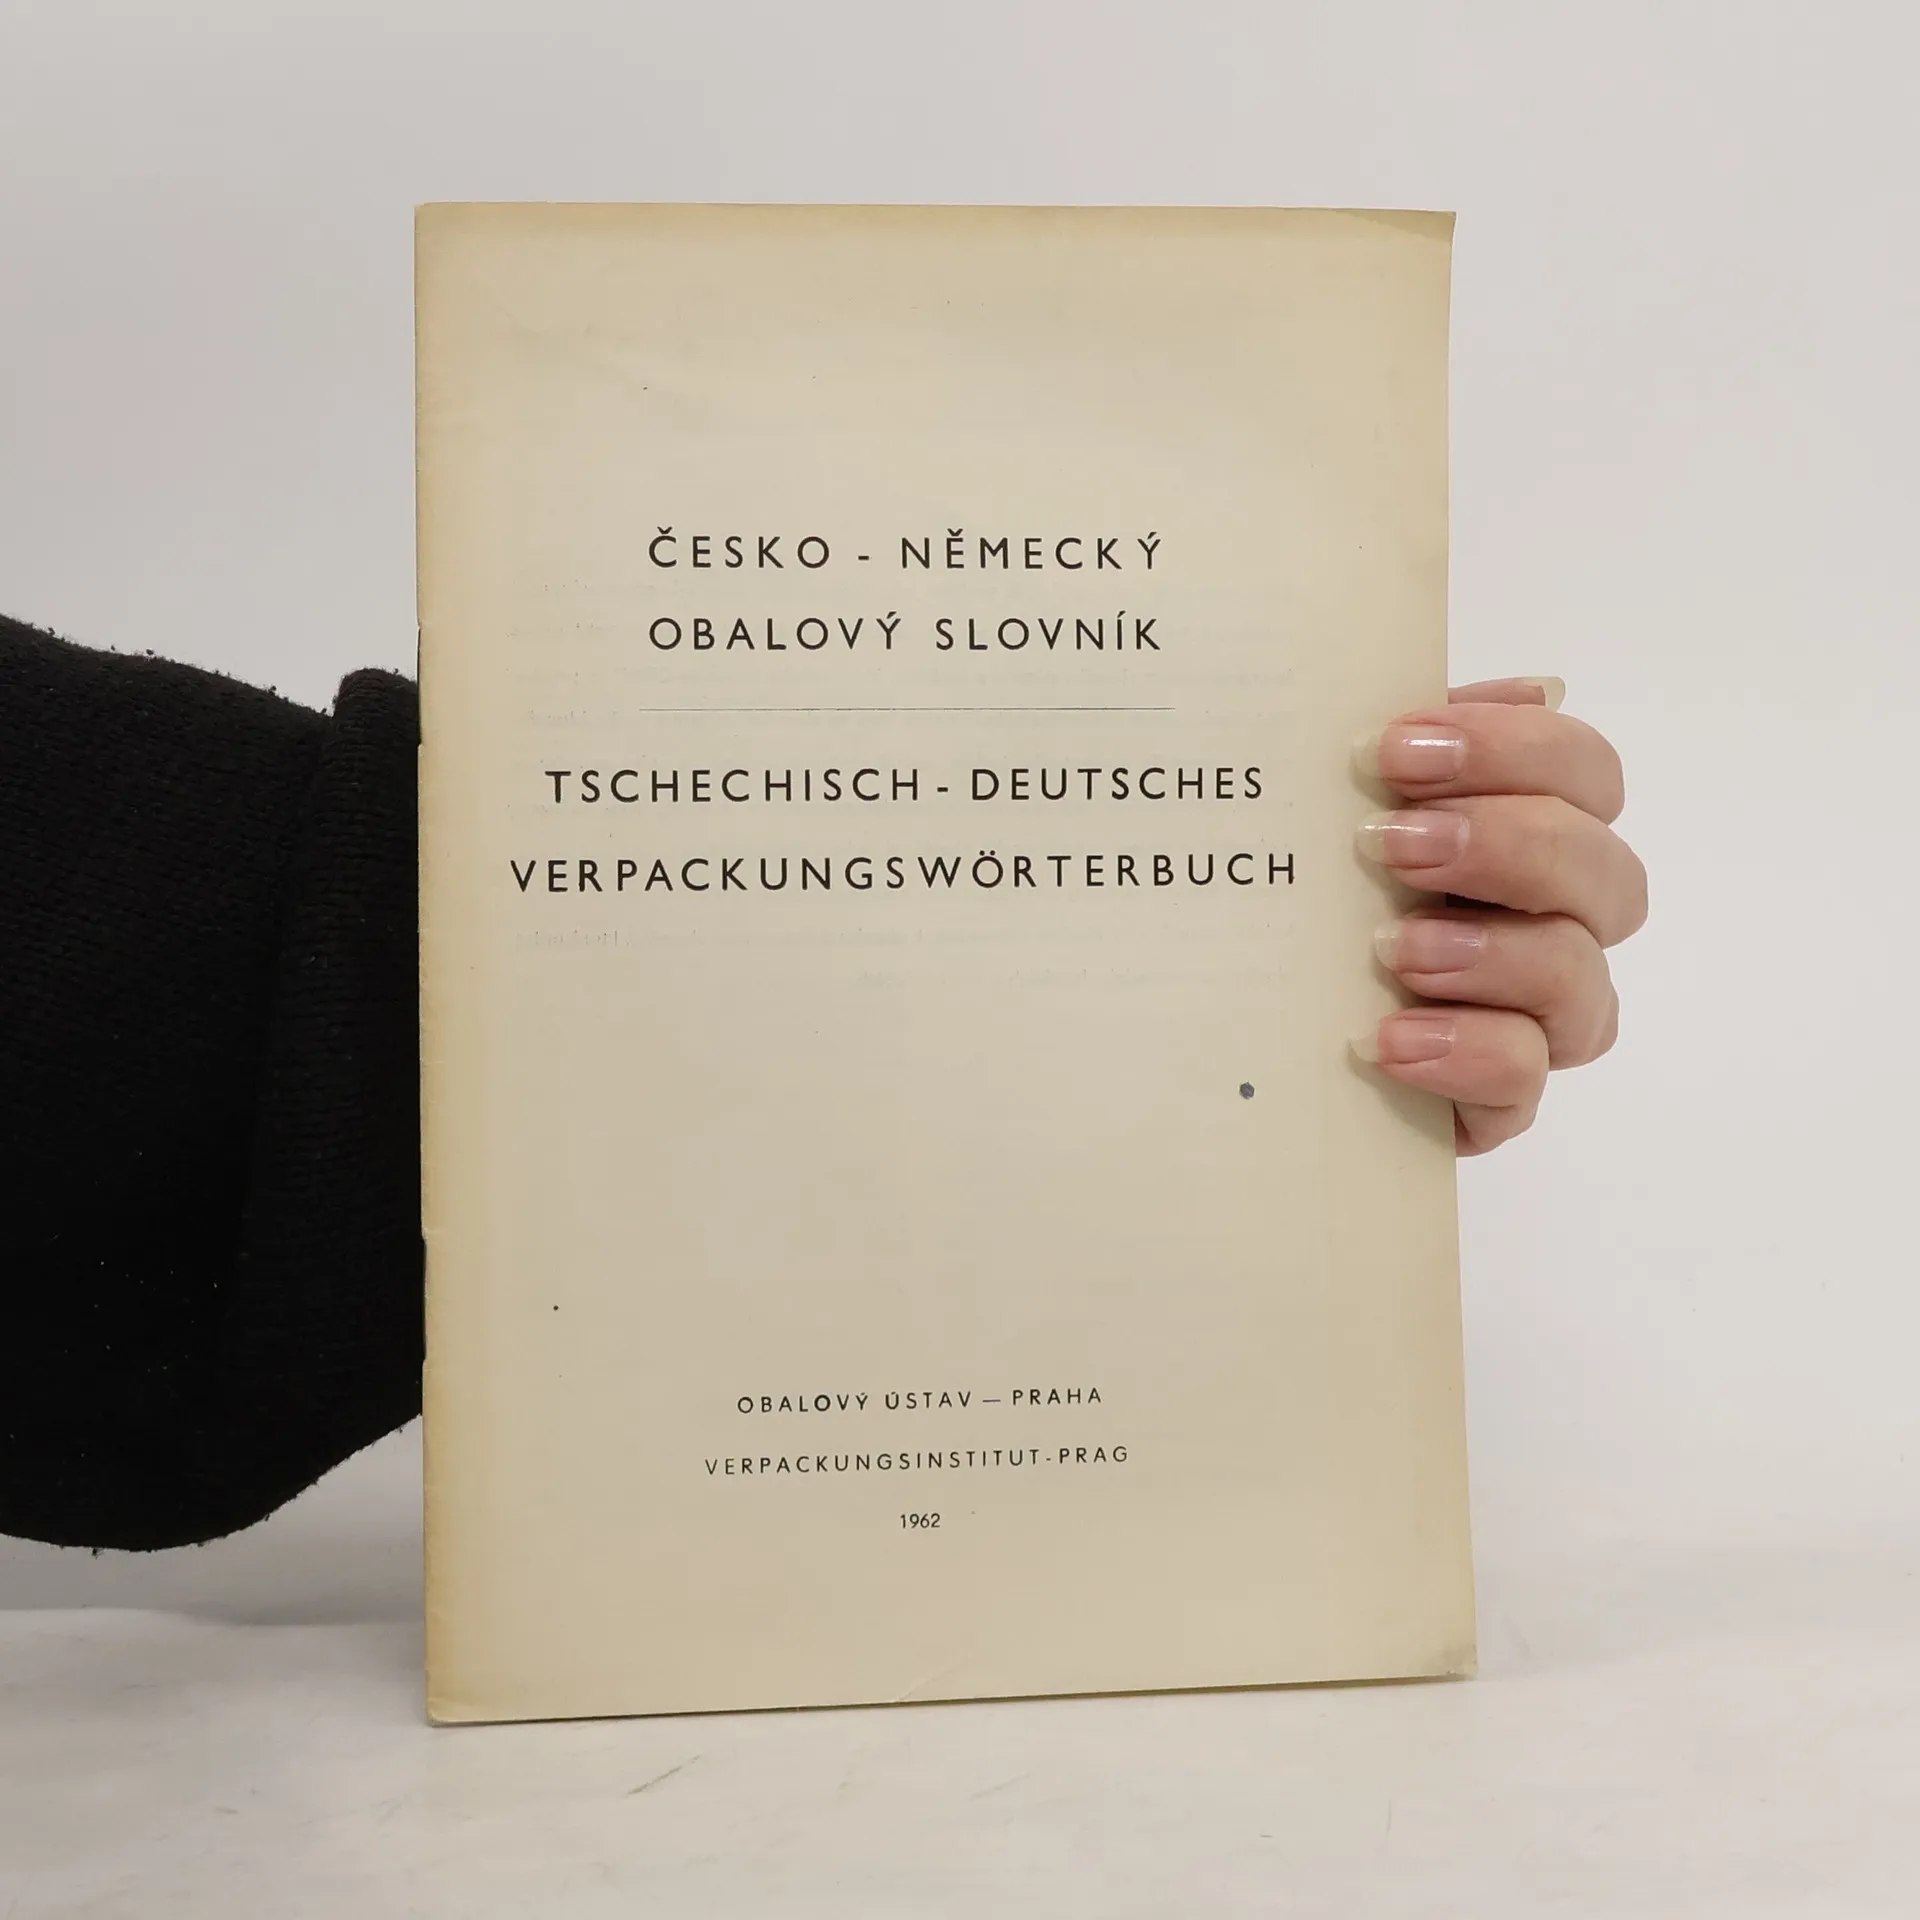 ČESKO - NĚMECKÝ
OBALOVÝ SLOVNÍK
TSCHECHISCH - DEUTSCHES
VERPACKUNGSWÖRTERBUCH
OBALOVÝ ÚSTAV — PRAHA
VERPACKUNGSINSTITUT - PRAG
1962